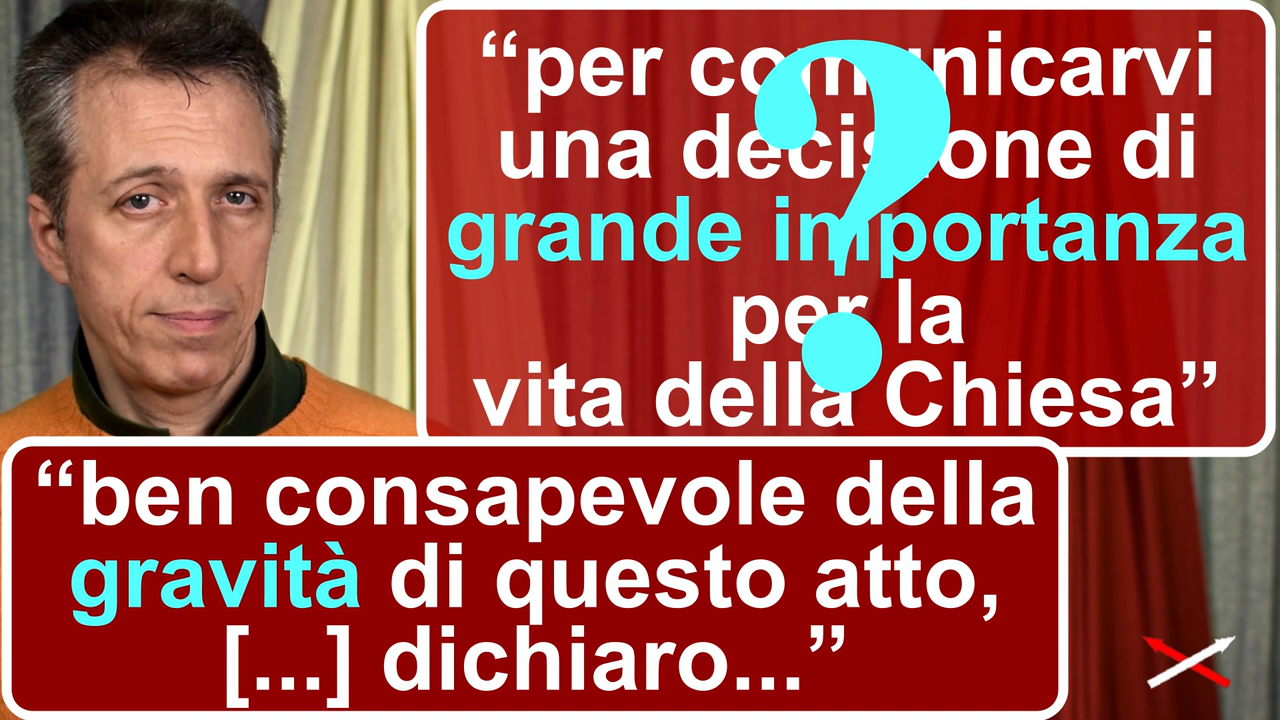 “per comunicarvi
una decisione di
grande importanza
per la
vita della Chiesa”
?
“ben consapevole della
gravità di questo atto,
[...] dichiaro...”